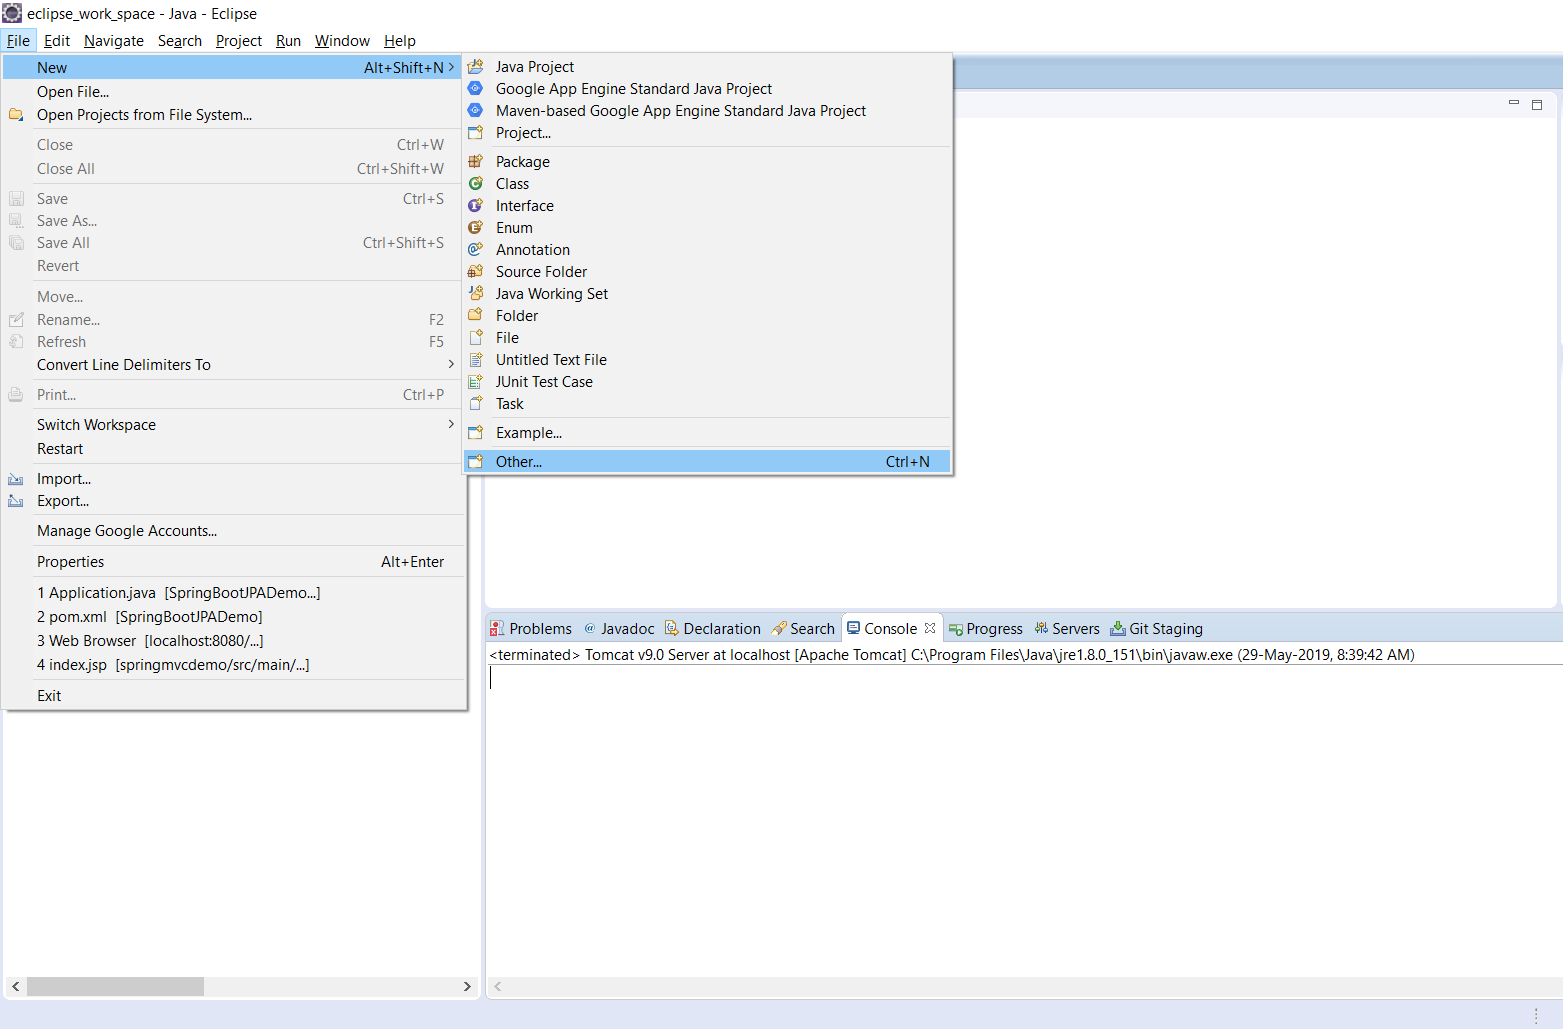 eclipse_work_space - Java - Eclipse
File Edit Navigate Search Project Run Window Help
New Alt+Shift+N
Open File...
Open Projects from File System...
Close Ctrl+W
Close All Ctrl+Shift+W
Save Ctrl+S
Save As...
Save All Ctrl+Shift+S
Revert
Move...
Rename... F2
Refresh F5
Convert Line Delimiters To
Print... Ctrl+P
Switch Workspace
Restart
Import...
Export...
Manage Google Accounts...
Properties Alt+Enter
1 Application.java [SpringBootJPADemo...]
2 pom.xml [SpringBootJPADemo]
3 Web Browser [localhost:8080/...]
4 index.jsp [springmvcdemo/src/main/...]
Exit
Java Project
Google App Engine Standard Java Project
Maven-based Google App Engine Standard Java Project
Project...
Package
Class
Interface
Enum
Annotation
Source Folder
Java Working Set
Folder
File
Untitled Text File
JUnit Test Case
Task
Example...
Other... Ctrl+N
Problems @ Javadoc Declaration Search Console Progress Servers Git Staging
<terminated> Tomcat v9.0 Server at localhost [Apache Tomcat] C:\Program Files\Java\jre1.8.0_151\bin\javaw.exe (29-May-2019, 8:39:42 AM)